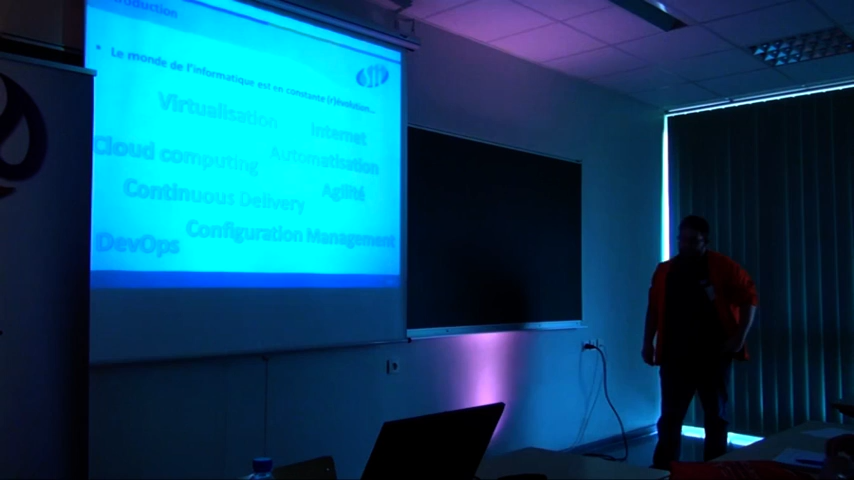 roduction
• Le monde de l'informatique est en constante (r)évolution...
Virtualisation
Internet
Cloud computing
Automatisation
Continuous Delivery
Agilité
Configuration Management
DevOps